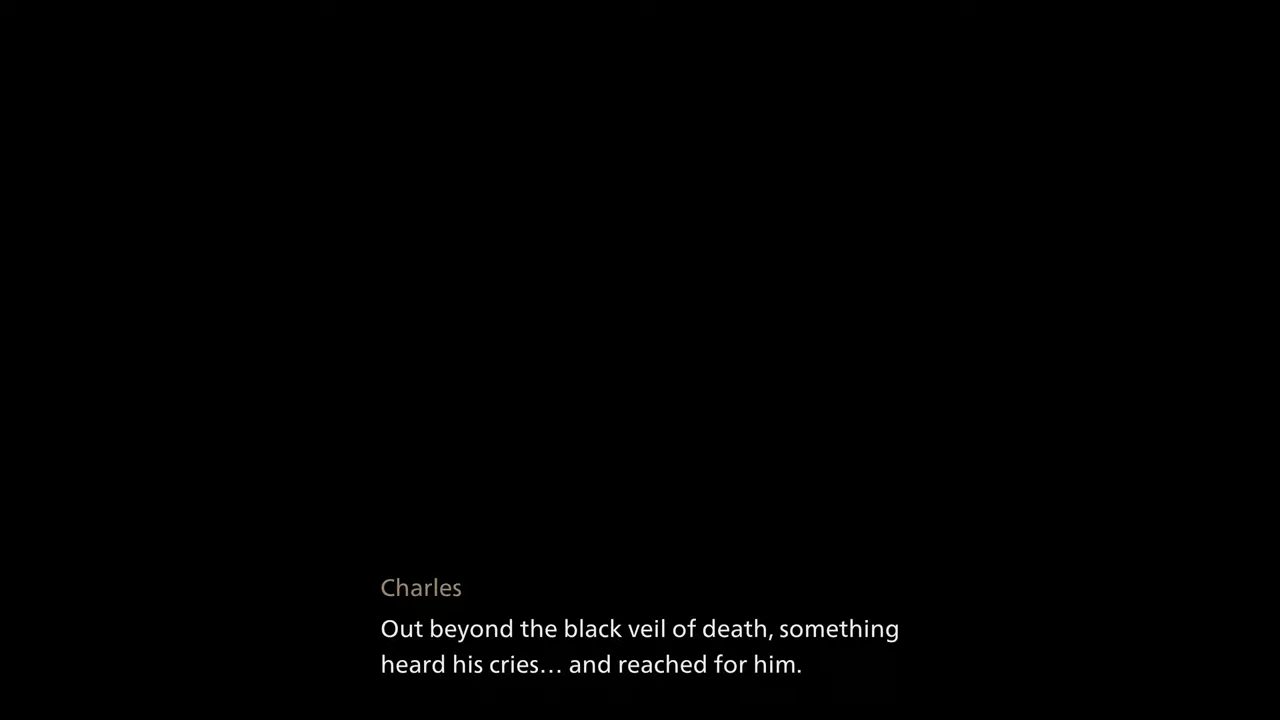 Charles
Out beyond the black veil of death, something
heard his cries… and reached for him.